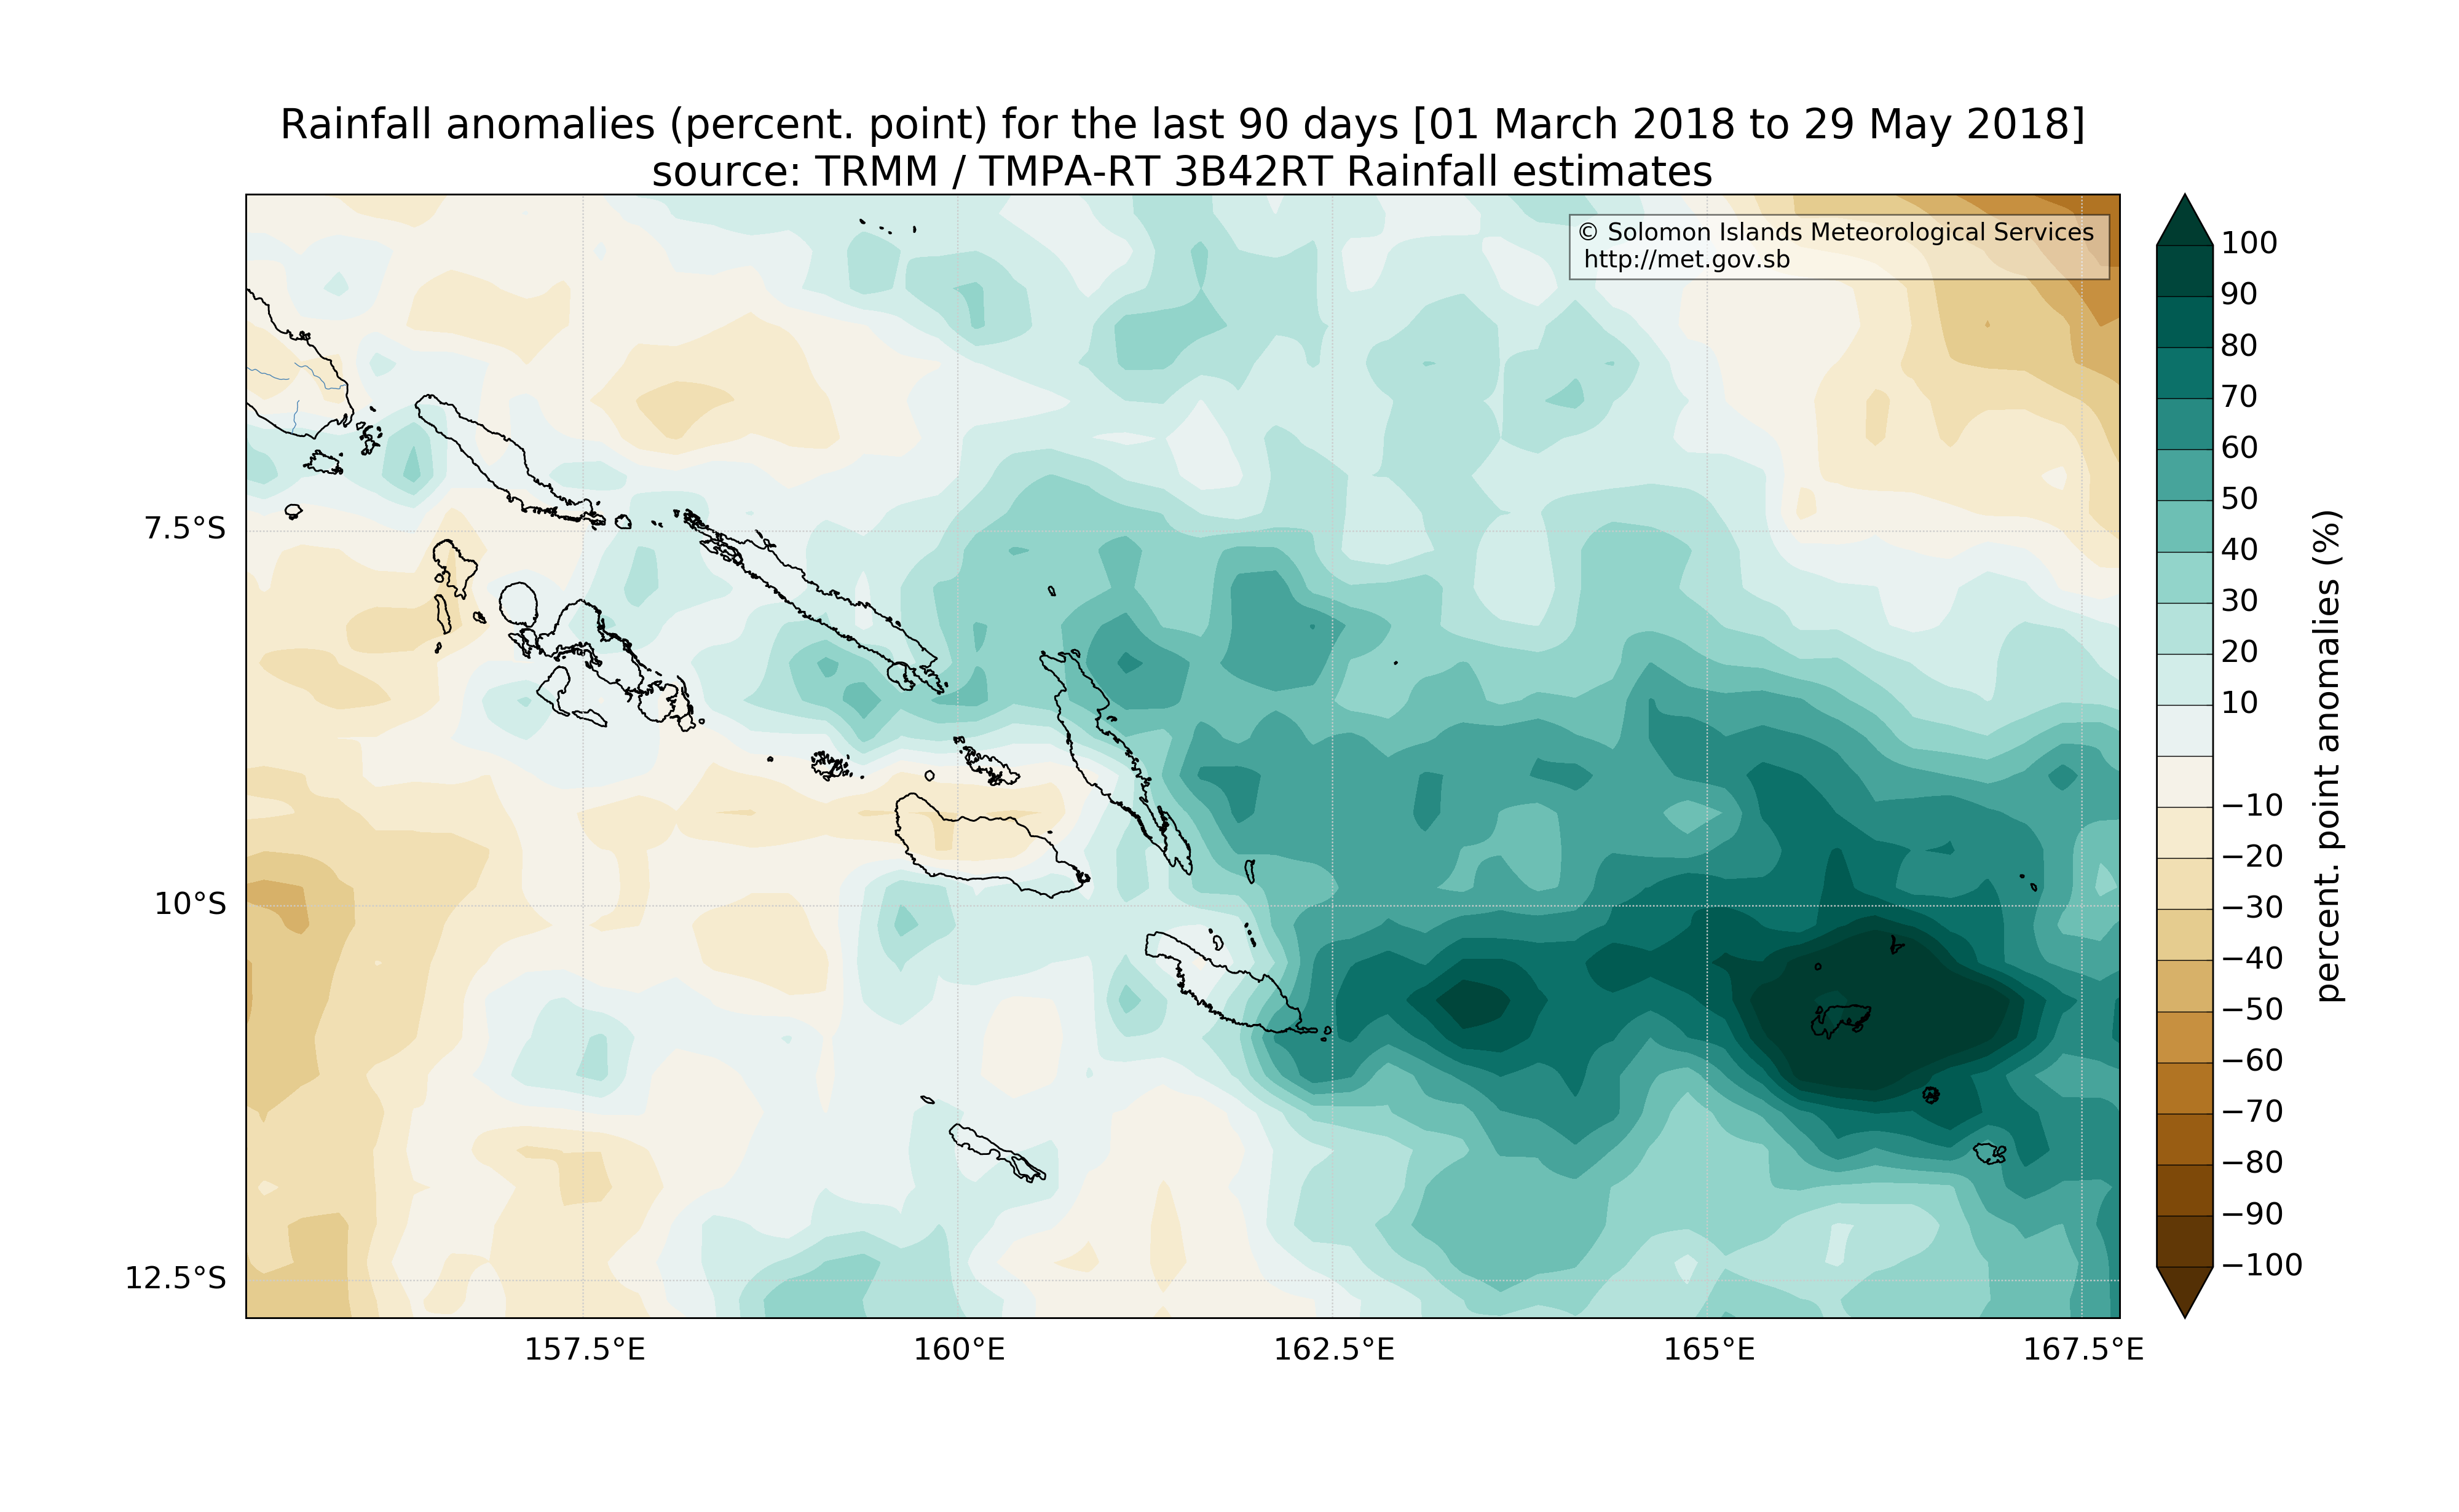 Rainfall anomalies (percent. point) for the last 90 days [01 March 2018 to 29 May 2018]
source: TRMM / TMPA-RT 3B42RT Rainfall estimates
© Solomon Islands Meteorological Services
http://met.gov.sb
7.5°S
10°S
12.5°S
157.5°E
160°E
162.5°E
165°E
167.5°E
100
90
80
70
60
50
40
30
20
10
−10
−20
−30
−40
−50
−60
−70
−80
−90
−100
percent. point anomalies (%)